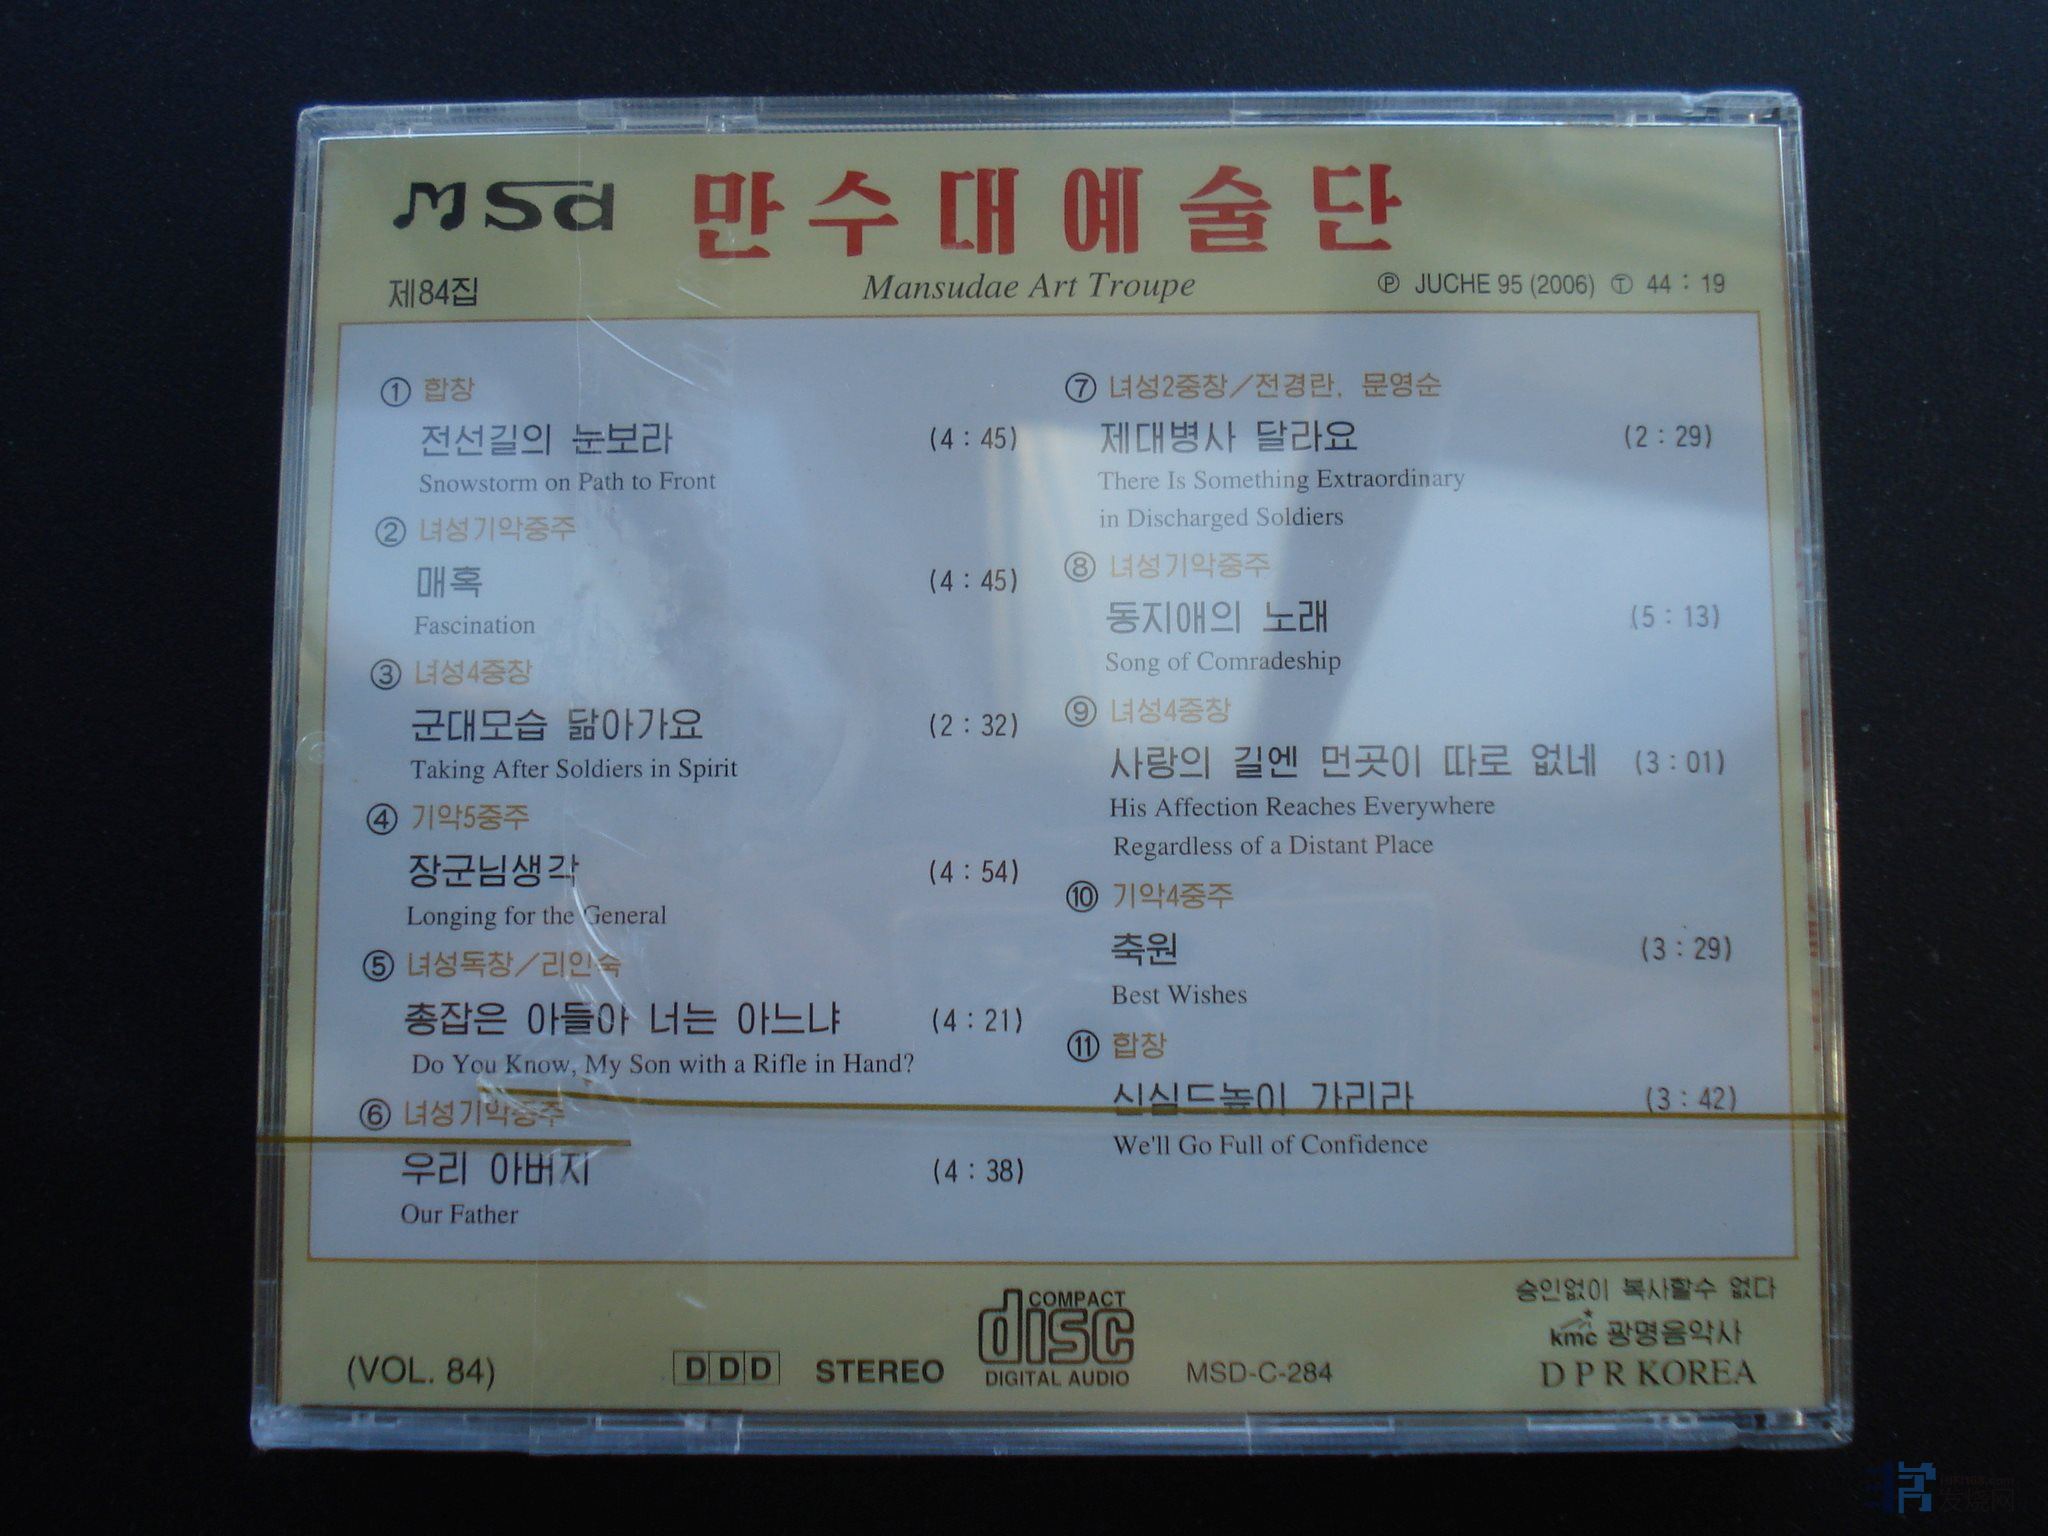 msd 만수대예술단
제84집 Mansudae Art Troupe Ⓟ JUCHE 95 (2006) Ⓣ 44 : 19
① 합창
전선길의 눈보라 (4 : 45)
Snowstorm on Path to Front
② 녀성기악중주
매혹 (4 : 45)
Fascination
③ 녀성4중창
군대모습 닮아가요 (2 : 32)
Taking After Soldiers in Spirit
④ 기악5중주
장군님생각 (4 : 54)
Longing for the General
⑤ 녀성독창/리인숙
총잡은 아들아 너는 아느냐 (4 : 21)
Do You Know, My Son with a Rifle in Hand?
⑥ 녀성기악중주
우리 아버지 (4 : 38)
Our Father
⑦ 녀성2중창/전경란, 문영순
제대병사 달라요 (2 : 29)
There Is Something Extraordinary
in Discharged Soldiers
⑧ 녀성기악중주
동지애의 노래 (5 : 13)
Song of Comradeship
⑨ 녀성4중창
사랑의 길엔 먼곳이 따로 없네 (3 : 01)
His Affection Reaches Everywhere
Regardless of a Distant Place
⑩ 기악4중주
축원 (3 : 29)
Best Wishes
⑪ 합창
신심드높이 가리라 (3 : 42)
We'll Go Full of Confidence
승인없이 복사할수 없다
kmc 광명음악사
DPR KOREA
(VOL. 84) DDD STEREO COMPACT disc DIGITAL AUDIO MSD-C-284
发烧网